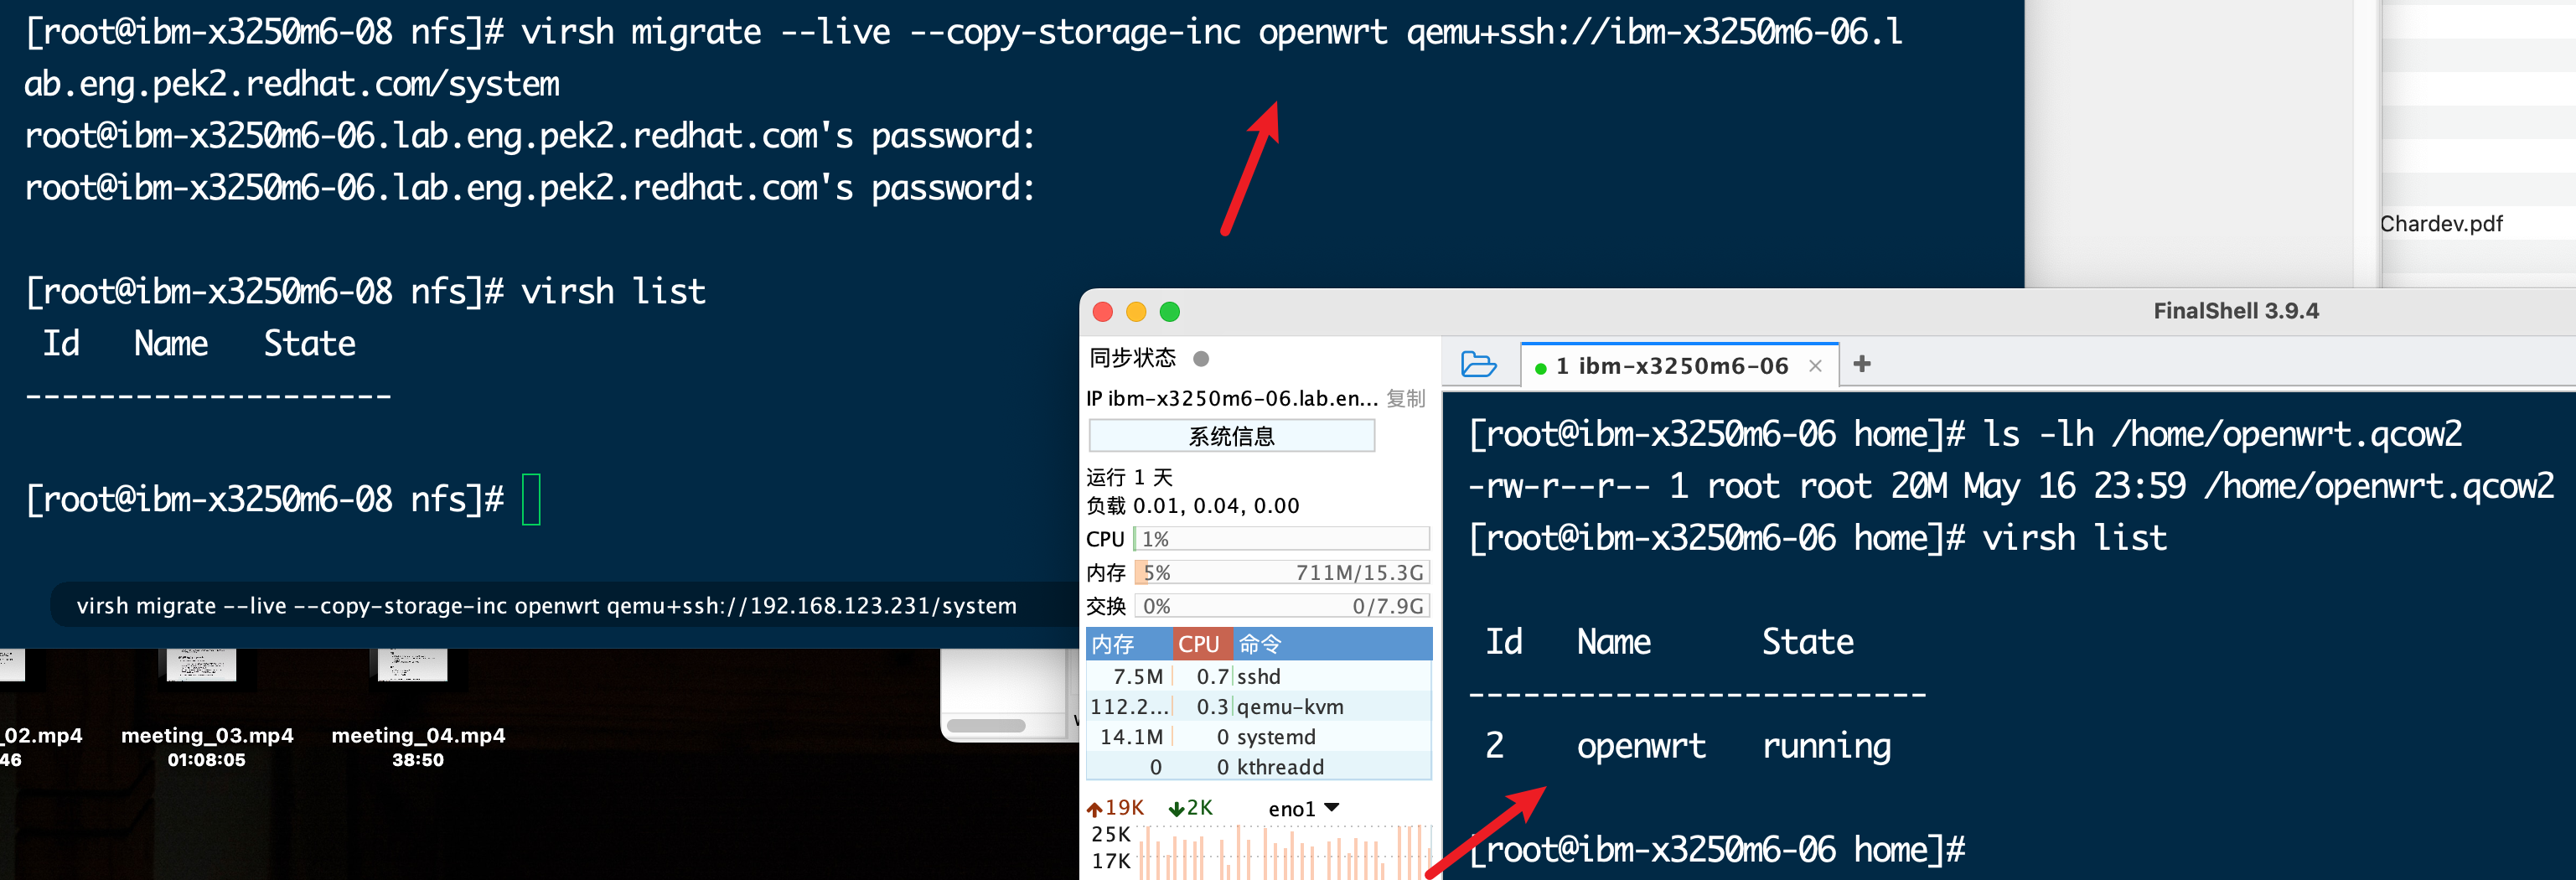 [root@ibm-x3250m6-08 nfs]# virsh migrate --live --copy-storage-inc openwrt qemu+ssh://ibm-x3250m6-06.l
ab.eng.pek2.redhat.com/system
root@ibm-x3250m6-06.lab.eng.pek2.redhat.com's password:
root@ibm-x3250m6-06.lab.eng.pek2.redhat.com's password:
[root@ibm-x3250m6-08 nfs]# virsh list
Id Name State
--------------------
[root@ibm-x3250m6-08 nfs]#
virsh migrate --live --copy-storage-inc openwrt qemu+ssh://192.168.123.231/system
Chardev.pdf
_02.mp4
46
meeting_03.mp4
01:08:05
meeting_04.mp4
38:50
FinalShell 3.9.4
同步状态
IP ibm-x3250m6-06.lab.en... 复制
系统信息
运行 1 天
负载 0.01, 0.04, 0.00
CPU 1%
内存 5% 711M/15.3G
交换 0% 0/7.9G
内存 CPU 命令
7.5M 0.7 sshd
112.2... 0.3 qemu-kvm
14.1M 0 systemd
0 0 kthreadd
19K 2K eno1
25K
17K
1 ibm-x3250m6-06
[root@ibm-x3250m6-06 home]# ls -lh /home/openwrt.qcow2
-rw-r--r-- 1 root root 20M May 16 23:59 /home/openwrt.qcow2
[root@ibm-x3250m6-06 home]# virsh list
Id Name State
-------------------------
2 openwrt running
[root@ibm-x3250m6-06 home]#